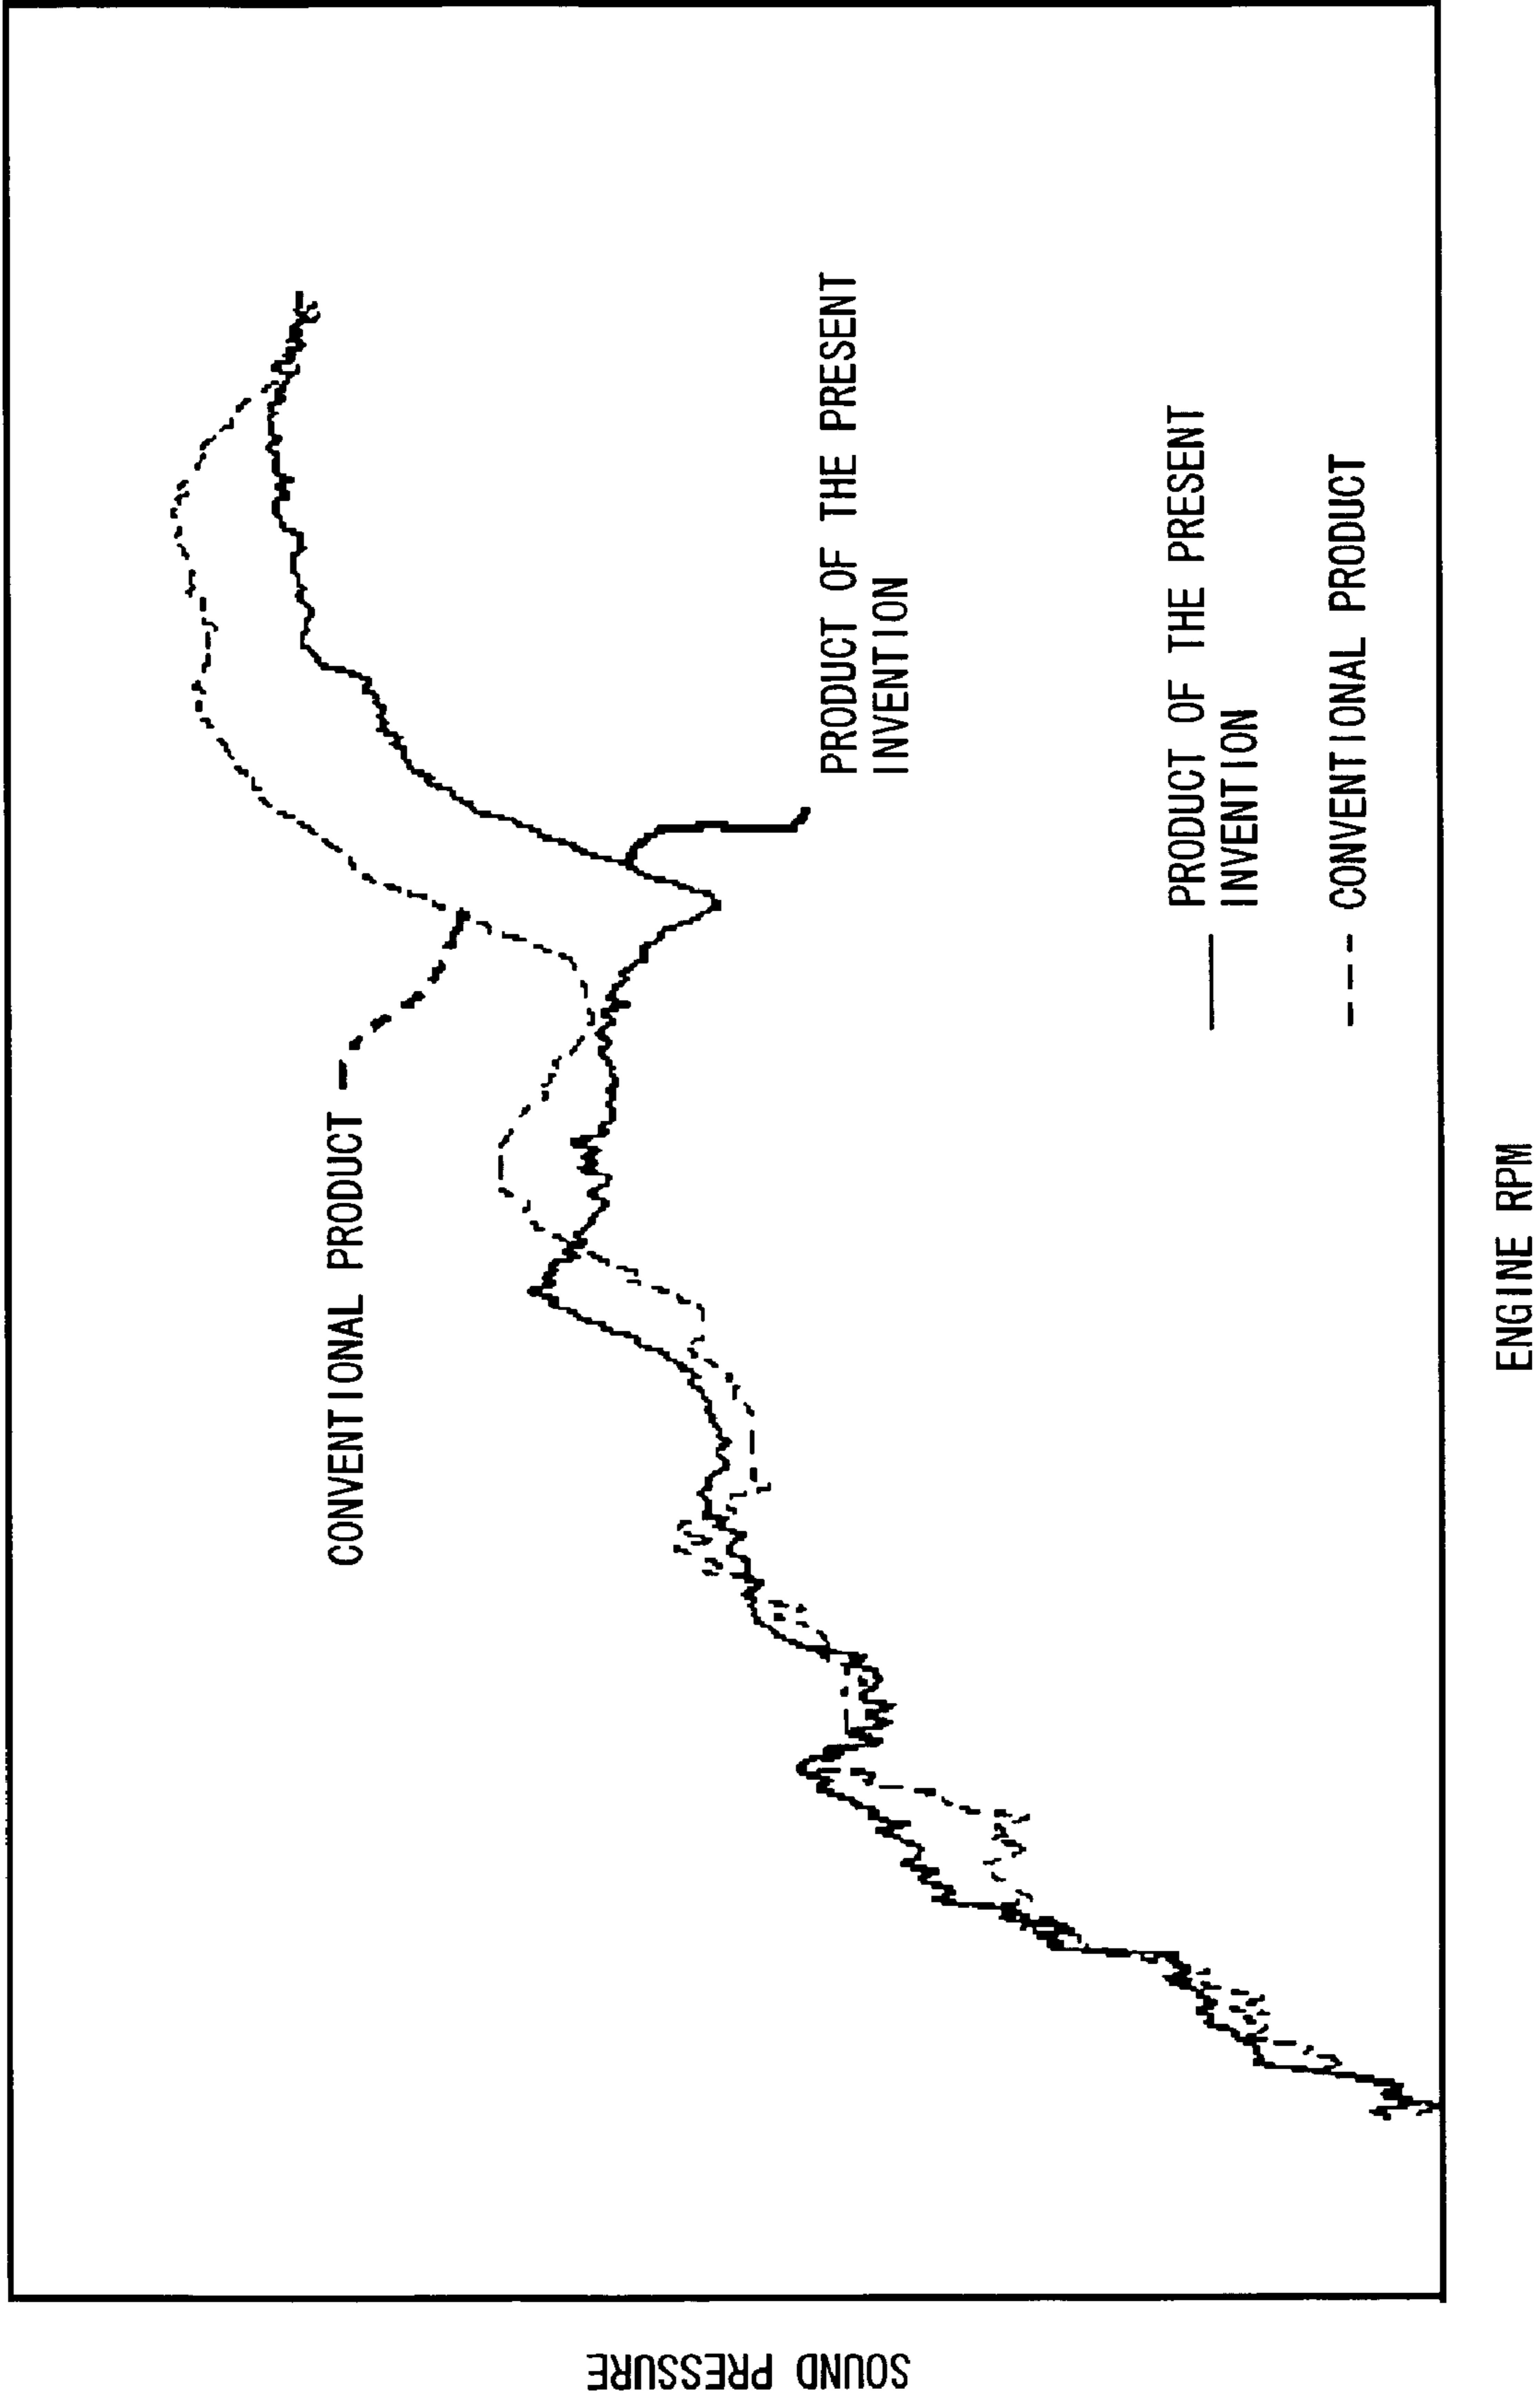 SOUND PRESSURE
CONVENTIONAL PRODUCT
PRODUCT OF THE PRESENT
INVENTION
PRODUCT OF THE PRESENT
INVENTION
CONVENTIONAL PRODUCT
ENGINE RPM